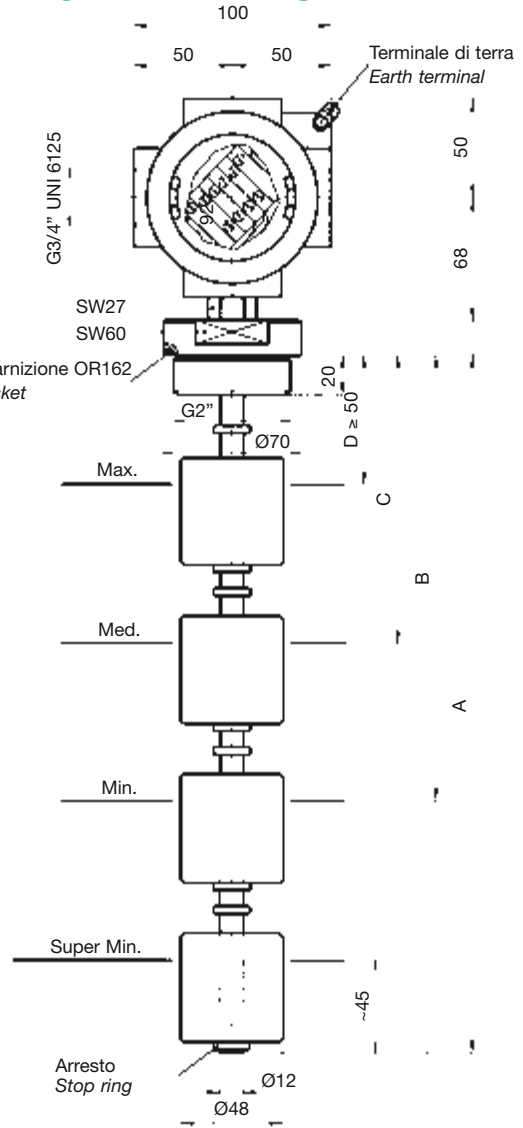 100
50
50
Terminale di terra
Earth terminal
50
G3/4” UNI 6125
92
68
SW27
SW60
arnizione OR162
ket
20
G2”
D ≥ 50
Ø70
Max.
C
B
Med.
A
Min.
Super Min.
~45
Arresto
Stop ring
Ø12
Ø48